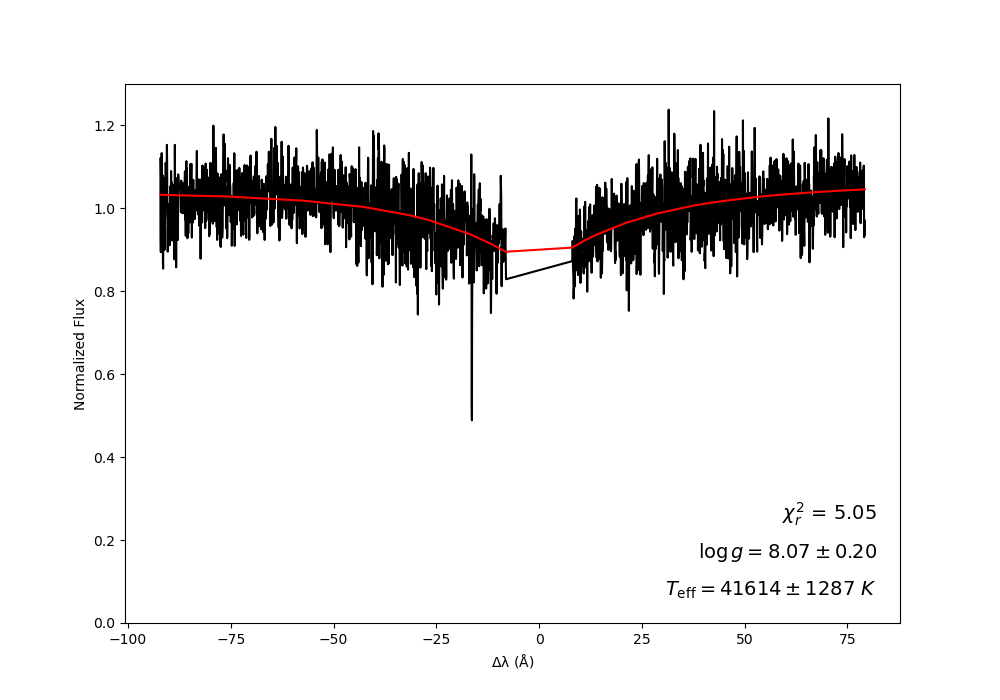 1.2
1.0
0.8
0.6
0.4
0.2
0.0
Normalized Flux
χ²ᵣ = 5.05
log g = 8.07 ± 0.20
T_eff = 41614 ± 1287 K
−100 −75 −50 −25 0 25 50 75
Δλ (Å)